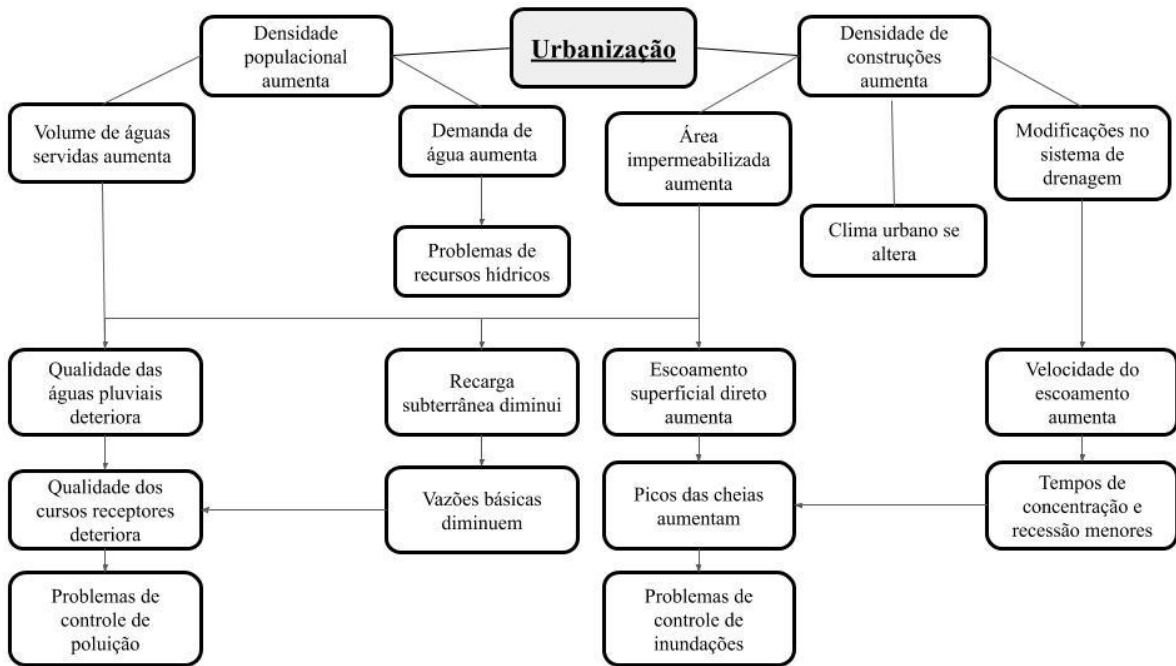 Urbanização
Densidade
populacional
aumenta
Densidade de
construções
aumenta
Volume de águas
servidas aumenta
Demanda de
água aumenta
Área
impermeabilizada
aumenta
Modificações no
sistema de
drenagem
Problemas de
recursos hídricos
Clima urbano se
altera
Qualidade das
águas pluviais
deteriora
Recarga
subterrânea diminui
Escoamento
superficial direto
aumenta
Velocidade do
escoamento
aumenta
Qualidade dos
cursos receptores
deteriora
Vazões básicas
diminuem
Picos das cheias
aumentam
Tempos de
concentração e
recessão menores
Problemas de
controle de
poluição
Problemas de
controle de
inundações